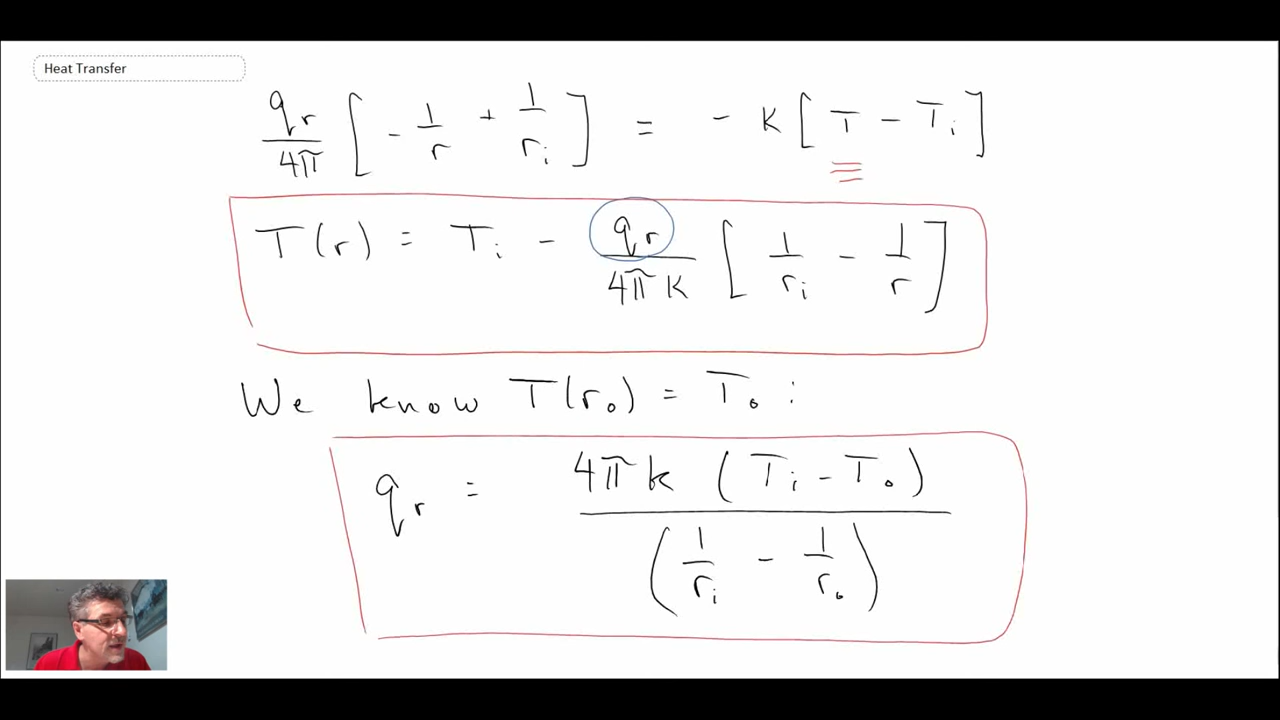 Heat Transfer
q_r/4π [ - 1/r + 1/r_i ] = - K [ T - T_i ]
T(r) = T_i - q_r/4πK [ 1/r_i - 1/r ]
We know T(r_o) = T_o :
q_r = 4πk (T_i - T_o) / (1/r_i - 1/r_o)